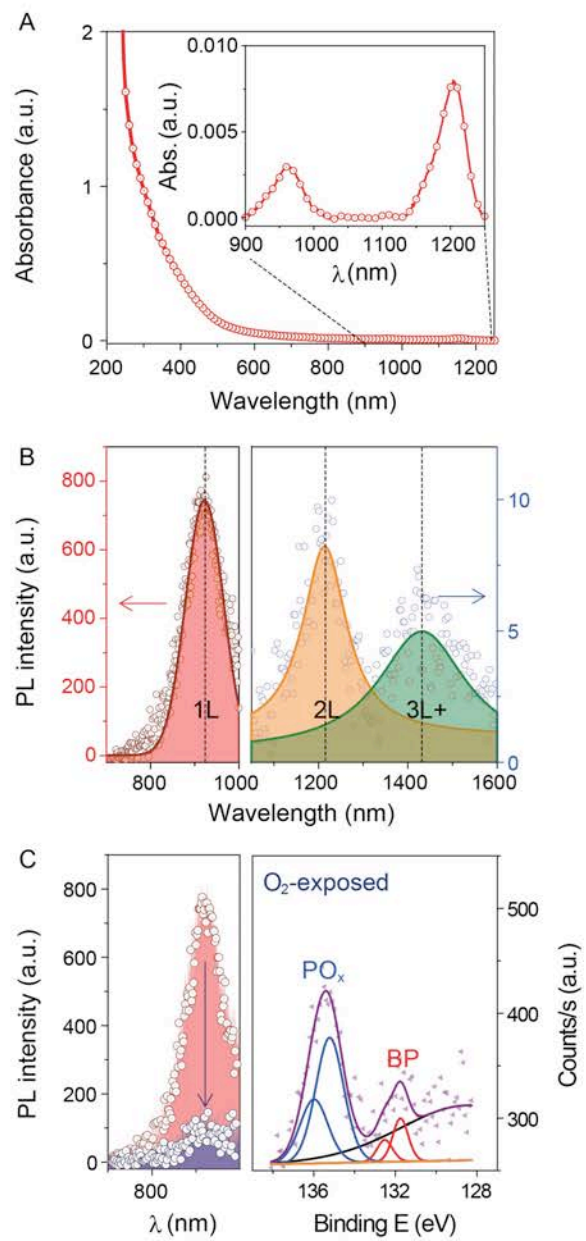 A
Absorbance (a.u.)
2
1
0
200 400 600 800 1000 1200
Wavelength (nm)
Abs. (a.u.)
0.010
0.005
0.000
900 1000 1100 1200
λ (nm)
B
PL intensity (a.u.)
800
600
400
200
0
1L
2L
3L+
10
5
0
800 1000 1200 1400 1600
Wavelength (nm)
C
PL intensity (a.u.)
800
600
400
200
0
800
λ (nm)
O₂-exposed
POₓ
BP
500
400
300
Counts/s (a.u.)
136 132 128
Binding E (eV)